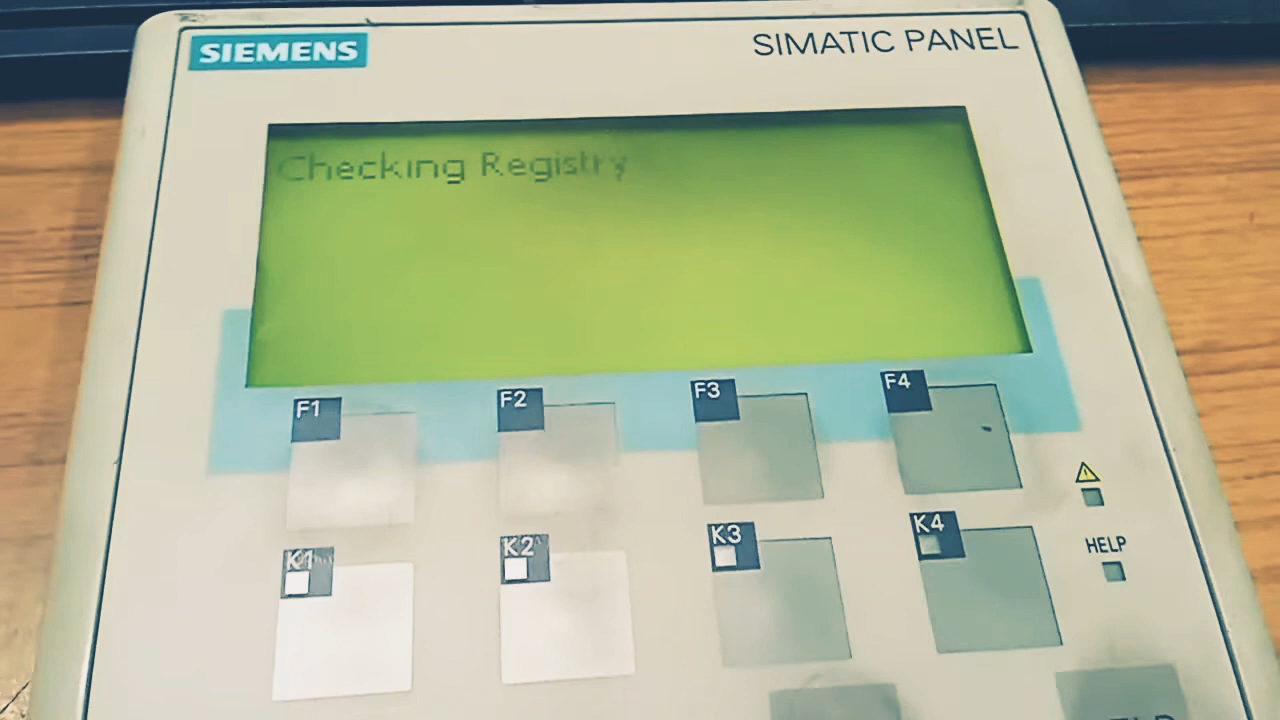 SIEMENS
SIMATIC PANEL
Checking Registry
F1
F2
F3
F4
K1
K2
K3
K4
HELP